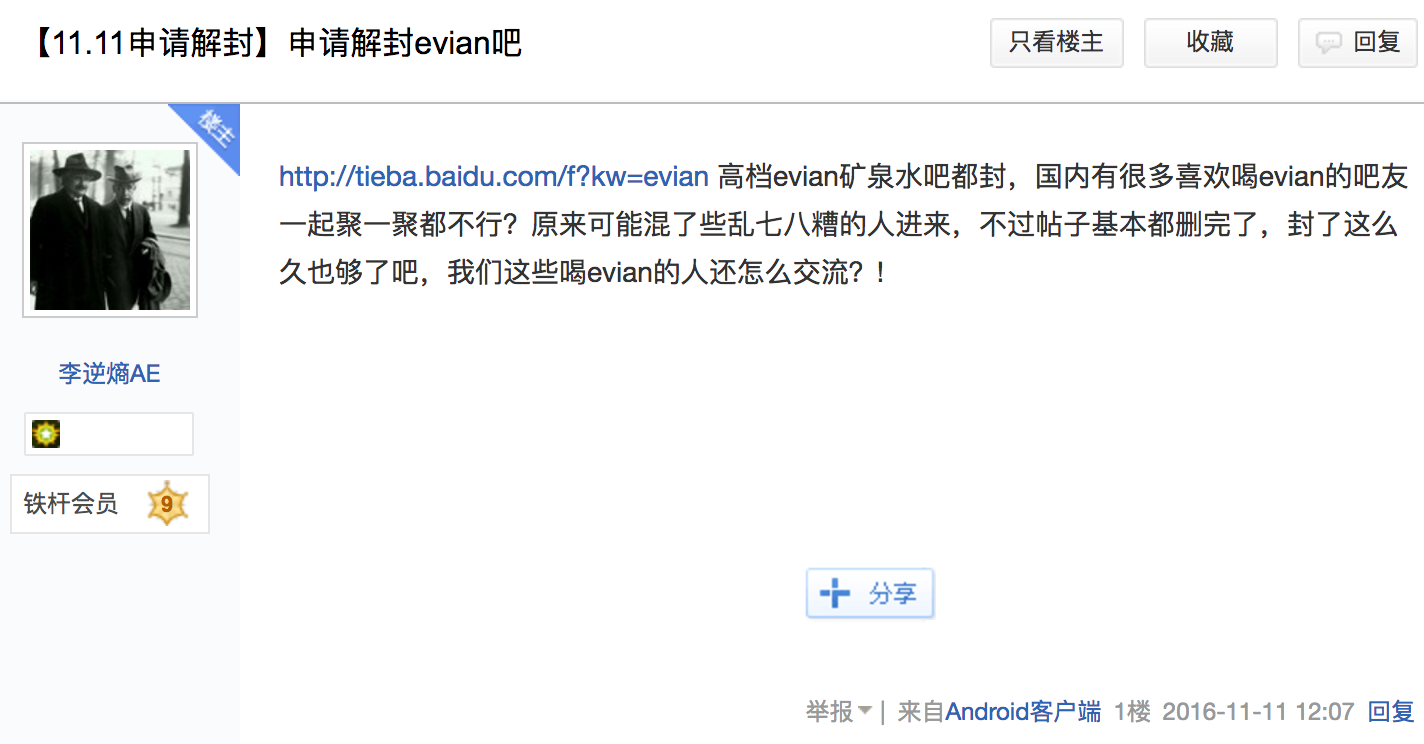 【11.11申请解封】申请解封evian吧
只看楼主
收藏
回复
楼主
http://tieba.baidu.com/f?kw=evian 高档evian矿泉水吧都封，国内有很多喜欢喝evian的吧友
一起聚一聚都不行？原来可能混了些乱七八糟的人进来，不过帖子基本都删完了，封了这么
久也够了吧，我们这些喝evian的人还怎么交流？！
李逆熵AE
铁杆会员 9
分享
举报 | 来自Android客户端 1楼 2016-11-11 12:07 回复